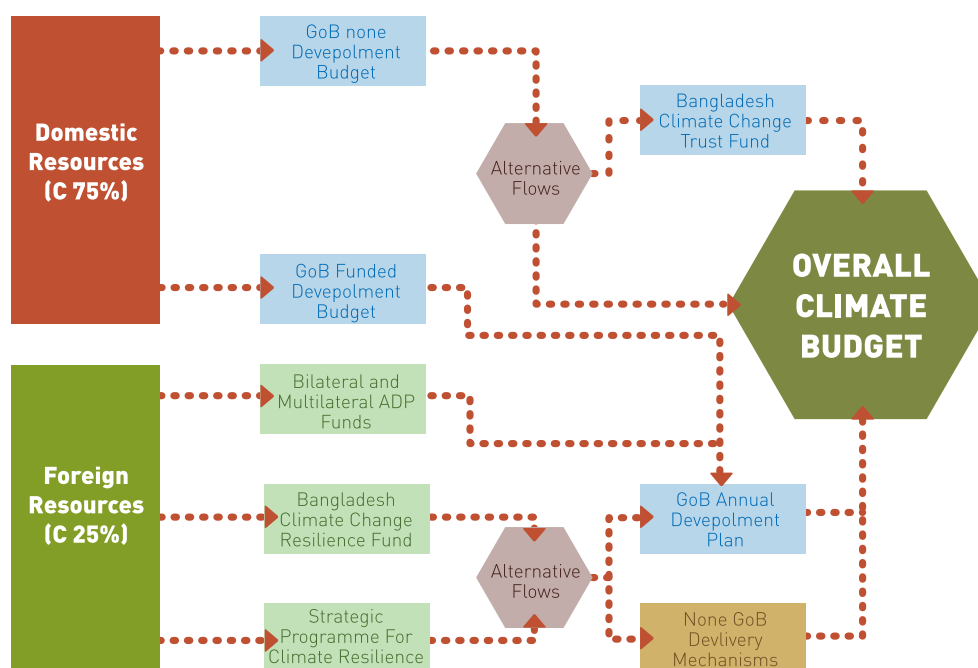 Domestic
Resources
(C 75%)
GoB none
Devepolment
Budget
Alternative
Flows
Bangladesh
Climate Change
Trust Fund
GoB Funded
Devepolment
Budget
OVERALL
CLIMATE
BUDGET
Foreign
Resources
(C 25%)
Bilateral and
Multilateral ADP
Funds
Bangladesh
Climate Change
Resilience Fund
Strategic
Programme For
Climate Resilience
Alternative
Flows
GoB Annual
Devepolment
Plan
None GoB
Devlivery
Mechanisms